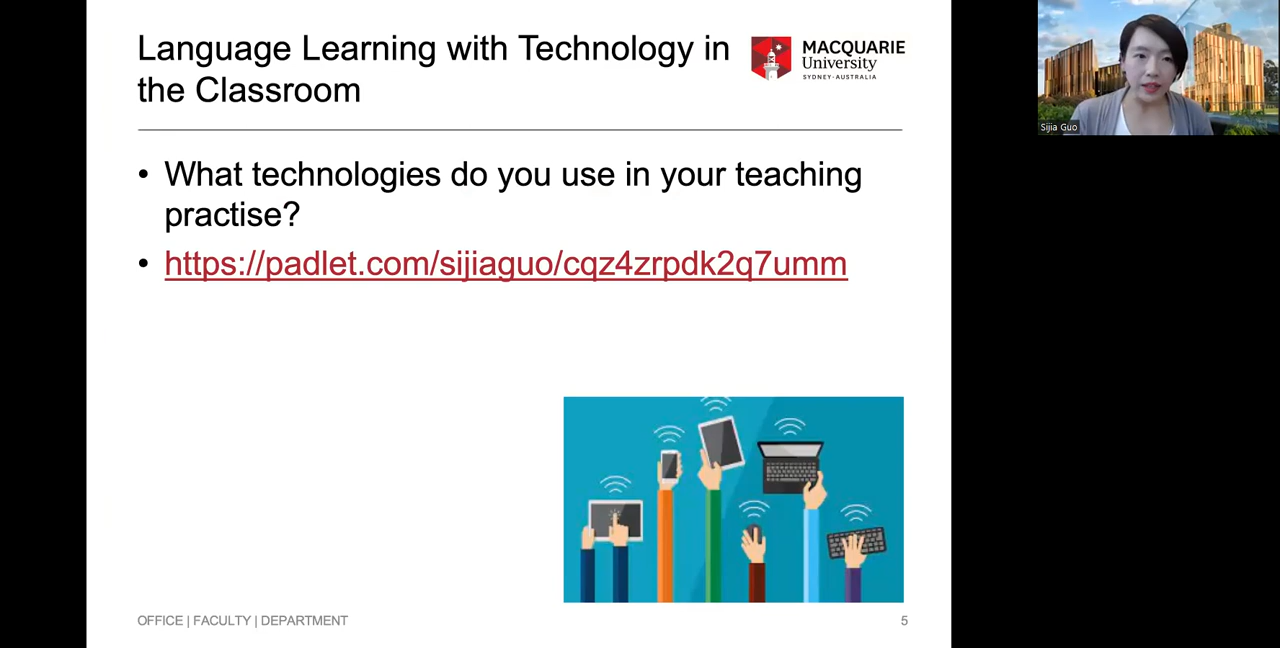 Language Learning with Technology in
the Classroom
MACQUARIE
University
SYDNEY·AUSTRALIA
• What technologies do you use in your teaching
practise?
• https://padlet.com/sijiaguo/cqz4zrpdk2q7umm
OFFICE | FACULTY | DEPARTMENT
5
Sijia Guo